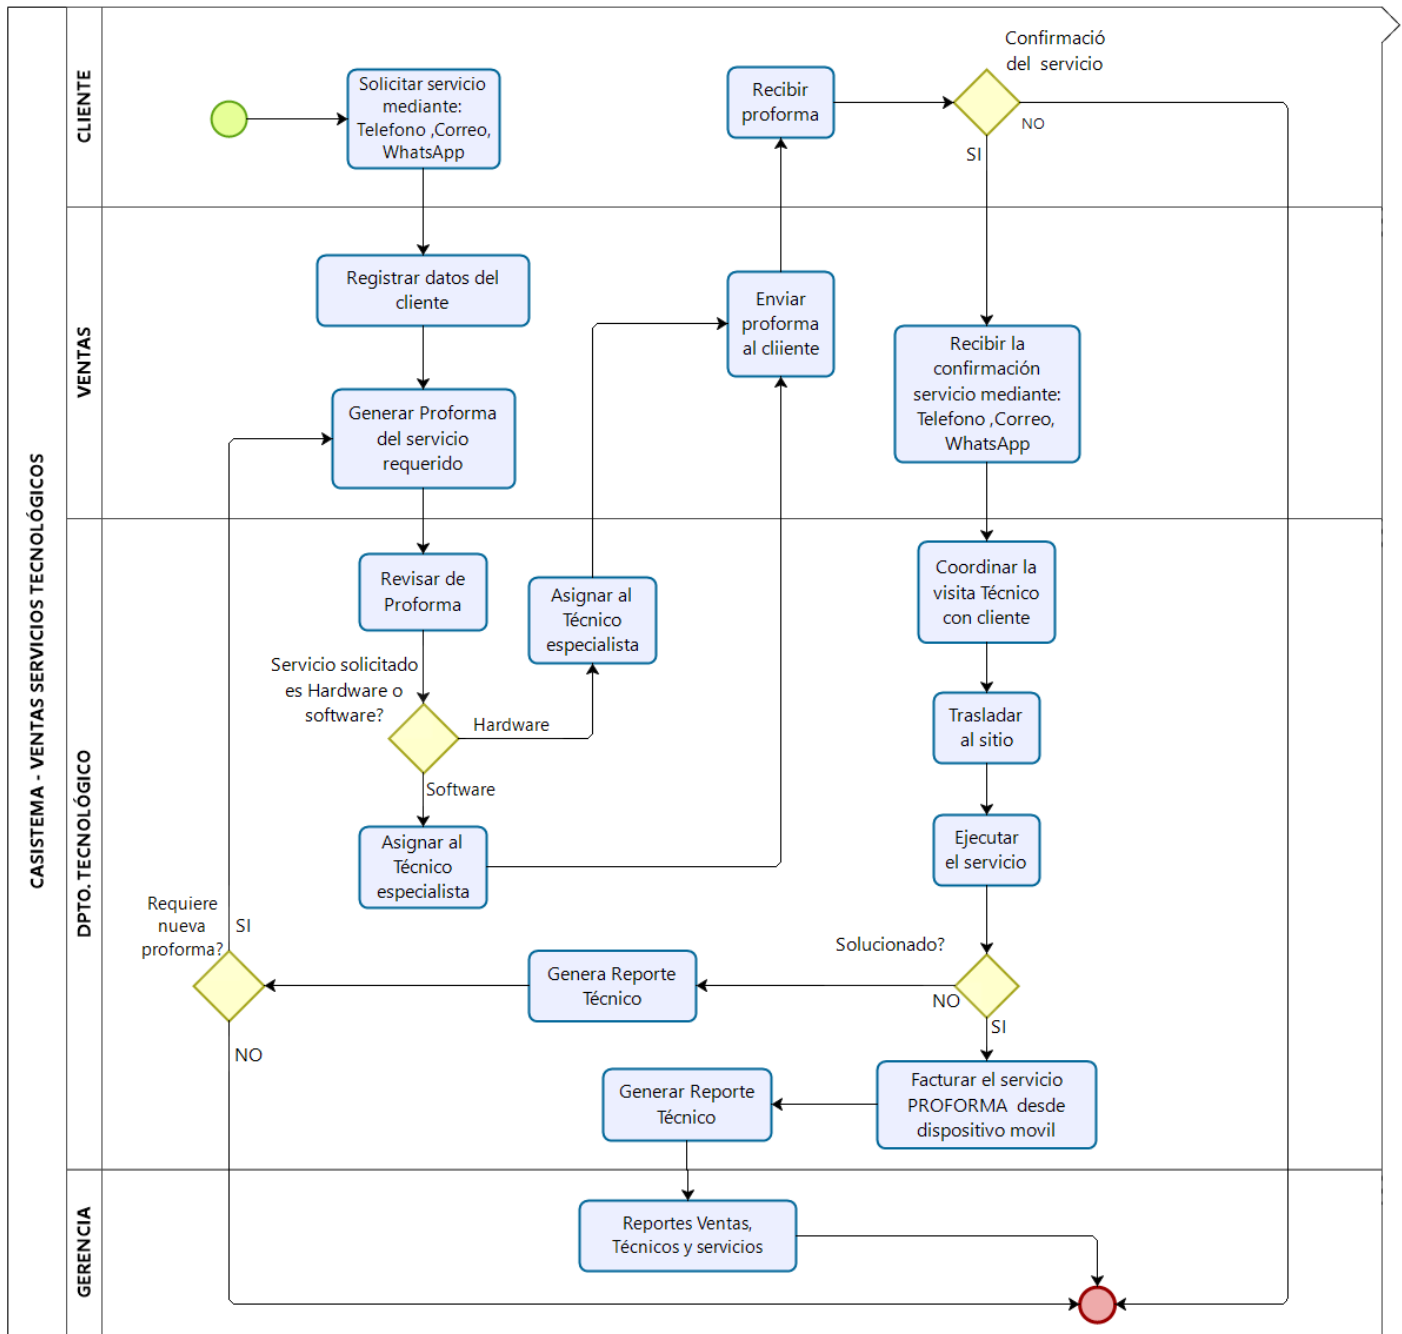 CASISTEMA - VENTAS SERVICIOS TECNOLÓGICOS
CLIENTE
Solicitar servicio
mediante:
Telefono ,Correo,
WhatsApp
Recibir
proforma
Confirmació
del servicio
NO
SI
VENTAS
Registrar datos del
cliente
Generar Proforma
del servicio
requerido
Enviar
proforma
al cliiente
Recibir la
confirmación
servicio mediante:
Telefono ,Correo,
WhatsApp
DPTO. TECNOLÓGICO
Revisar de
Proforma
Servicio solicitado
es Hardware o
software?
Hardware
Software
Asignar al
Técnico
especialista
Asignar al
Técnico
especialista
Coordinar la
visita Técnico
con cliente
Trasladar
al sitio
Ejecutar
el servicio
Solucionado?
NO
SI
Genera Reporte
Técnico
Requiere
nueva
proforma?
SI
NO
Facturar el servicio
PROFORMA desde
dispositivo movil
Generar Reporte
Técnico
GERENCIA
Reportes Ventas,
Técnicos y servicios